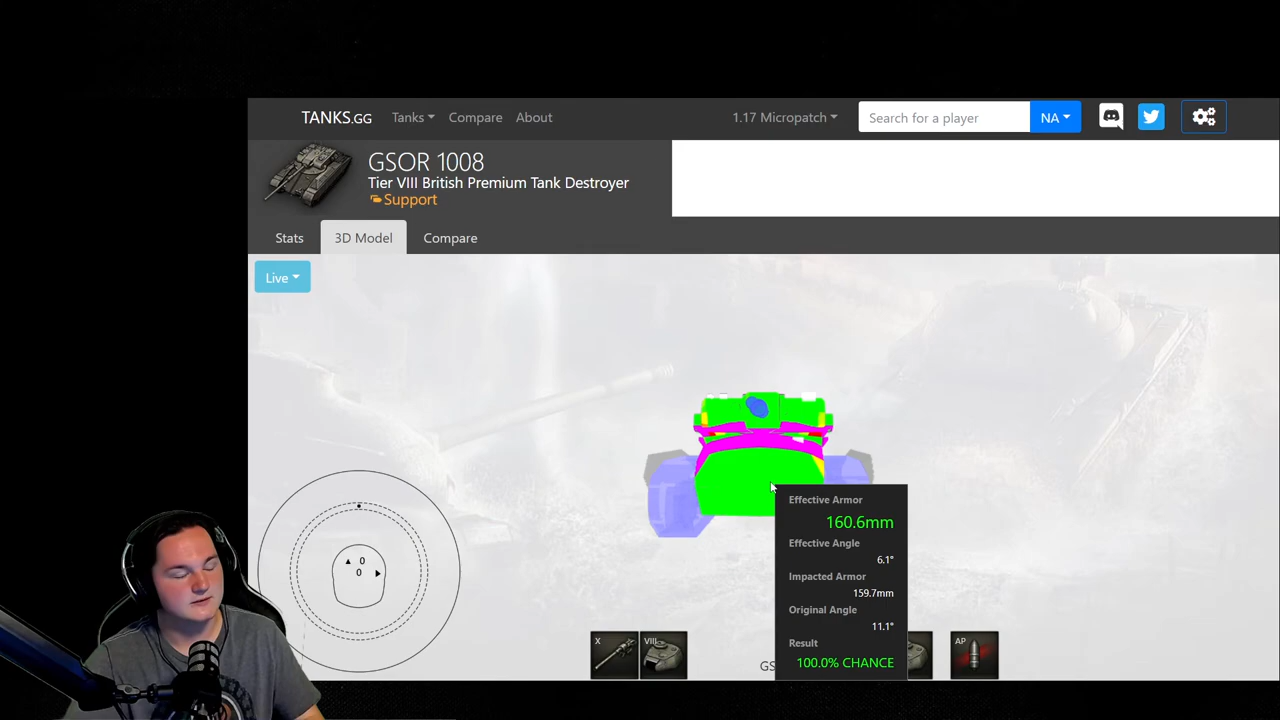 TANKS.GG
Tanks
Compare
About
1.17 Micropatch
Search for a player
NA
GSOR 1008
Tier VIII British Premium Tank Destroyer
Support
Stats
3D Model
Compare
Live
Effective Armor
160.6mm
Effective Angle
6.1°
Impacted Armor
159.7mm
Original Angle
11.1°
Result
100.0% CHANCE
0
0
X
VIII
GS
AP